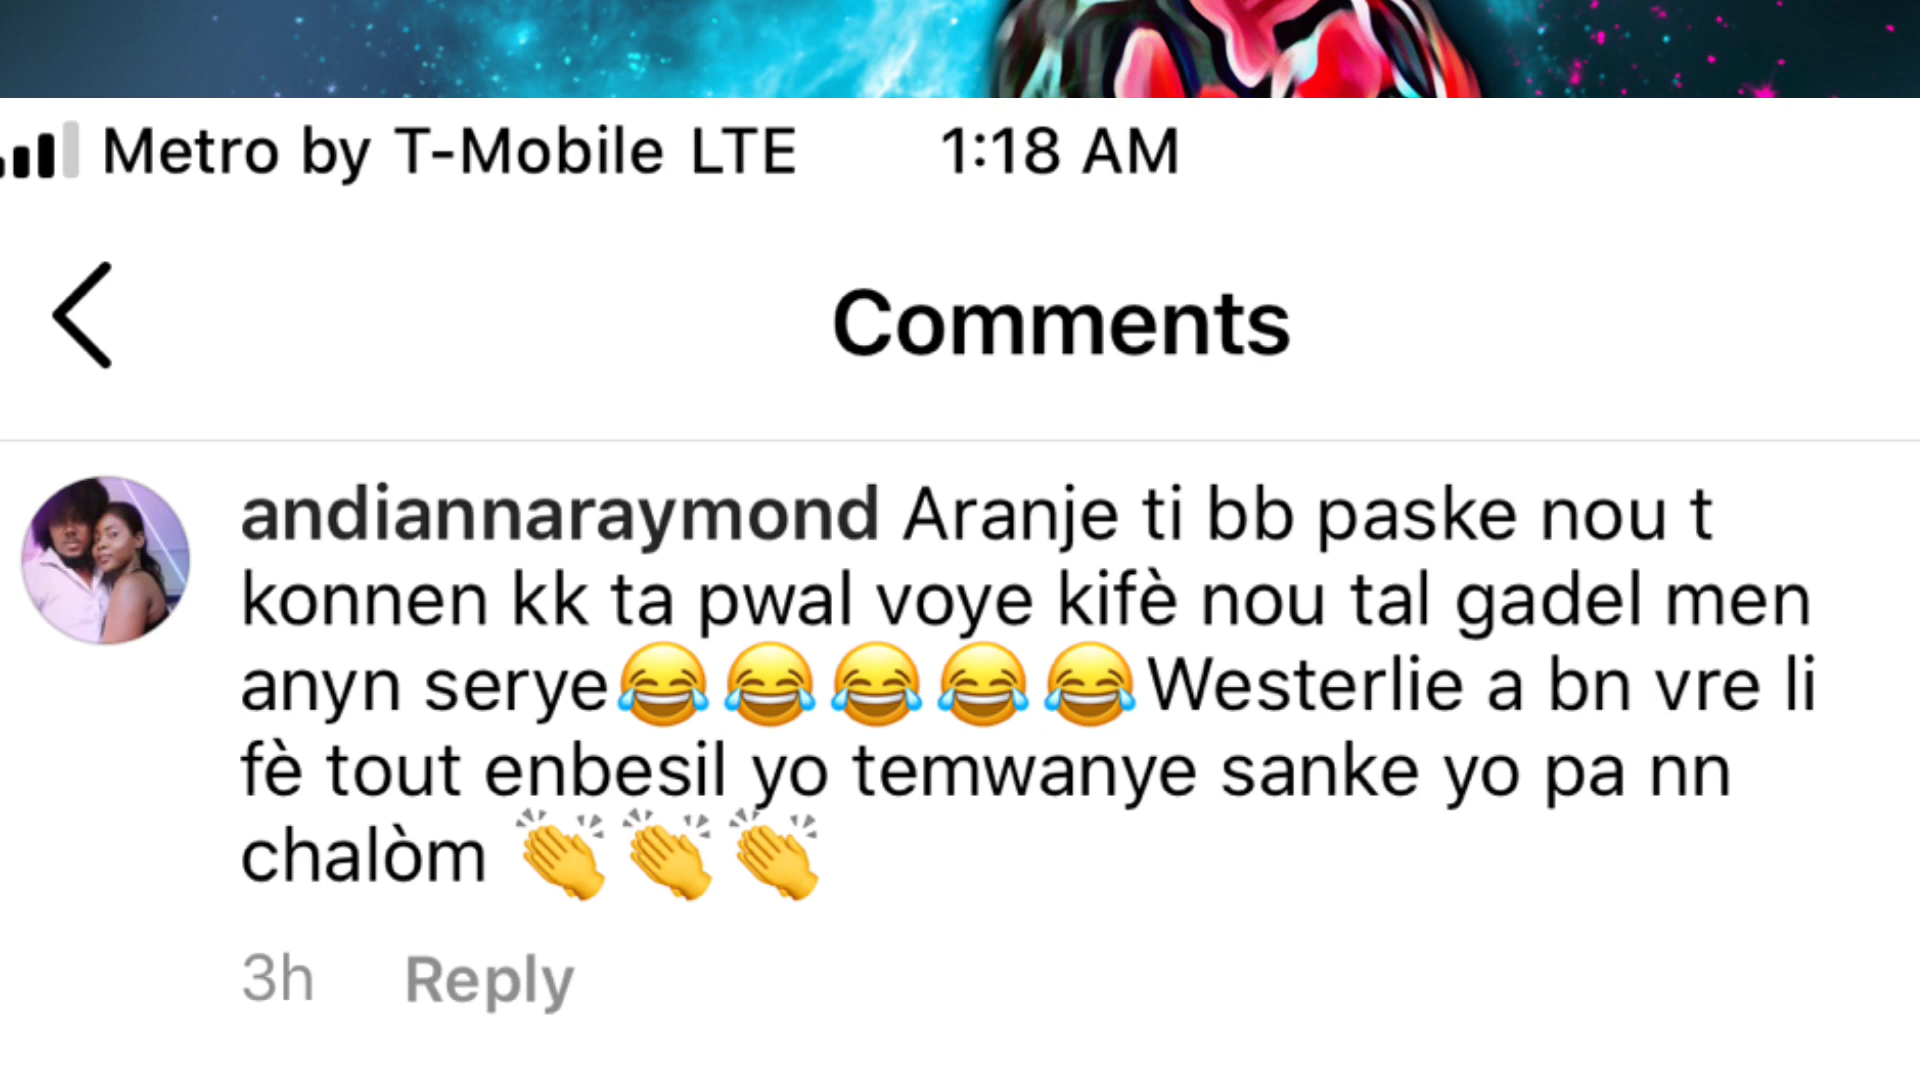 Metro by T-Mobile LTE 1:18 AM
Comments
andiannaraymond Aranje ti bb paske nou t
konnen kk ta pwal voye kifè nou tal gadel men
anyn serye😂😂😂😂😂Westerlie a bn vre li
fè tout enbesil yo temwanye sanke yo pa nn
chalòm 👏👏👏
3h Reply